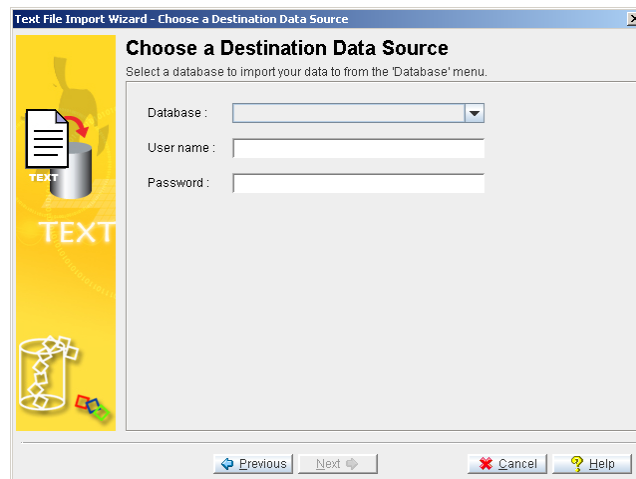 Text File Import Wizard - Choose a Destination Data Source
Choose a Destination Data Source
Select a database to import your data to from the 'Database' menu.
Database :
User name :
Password :
TEXT
TEXT
Previous
Next
Cancel
Help